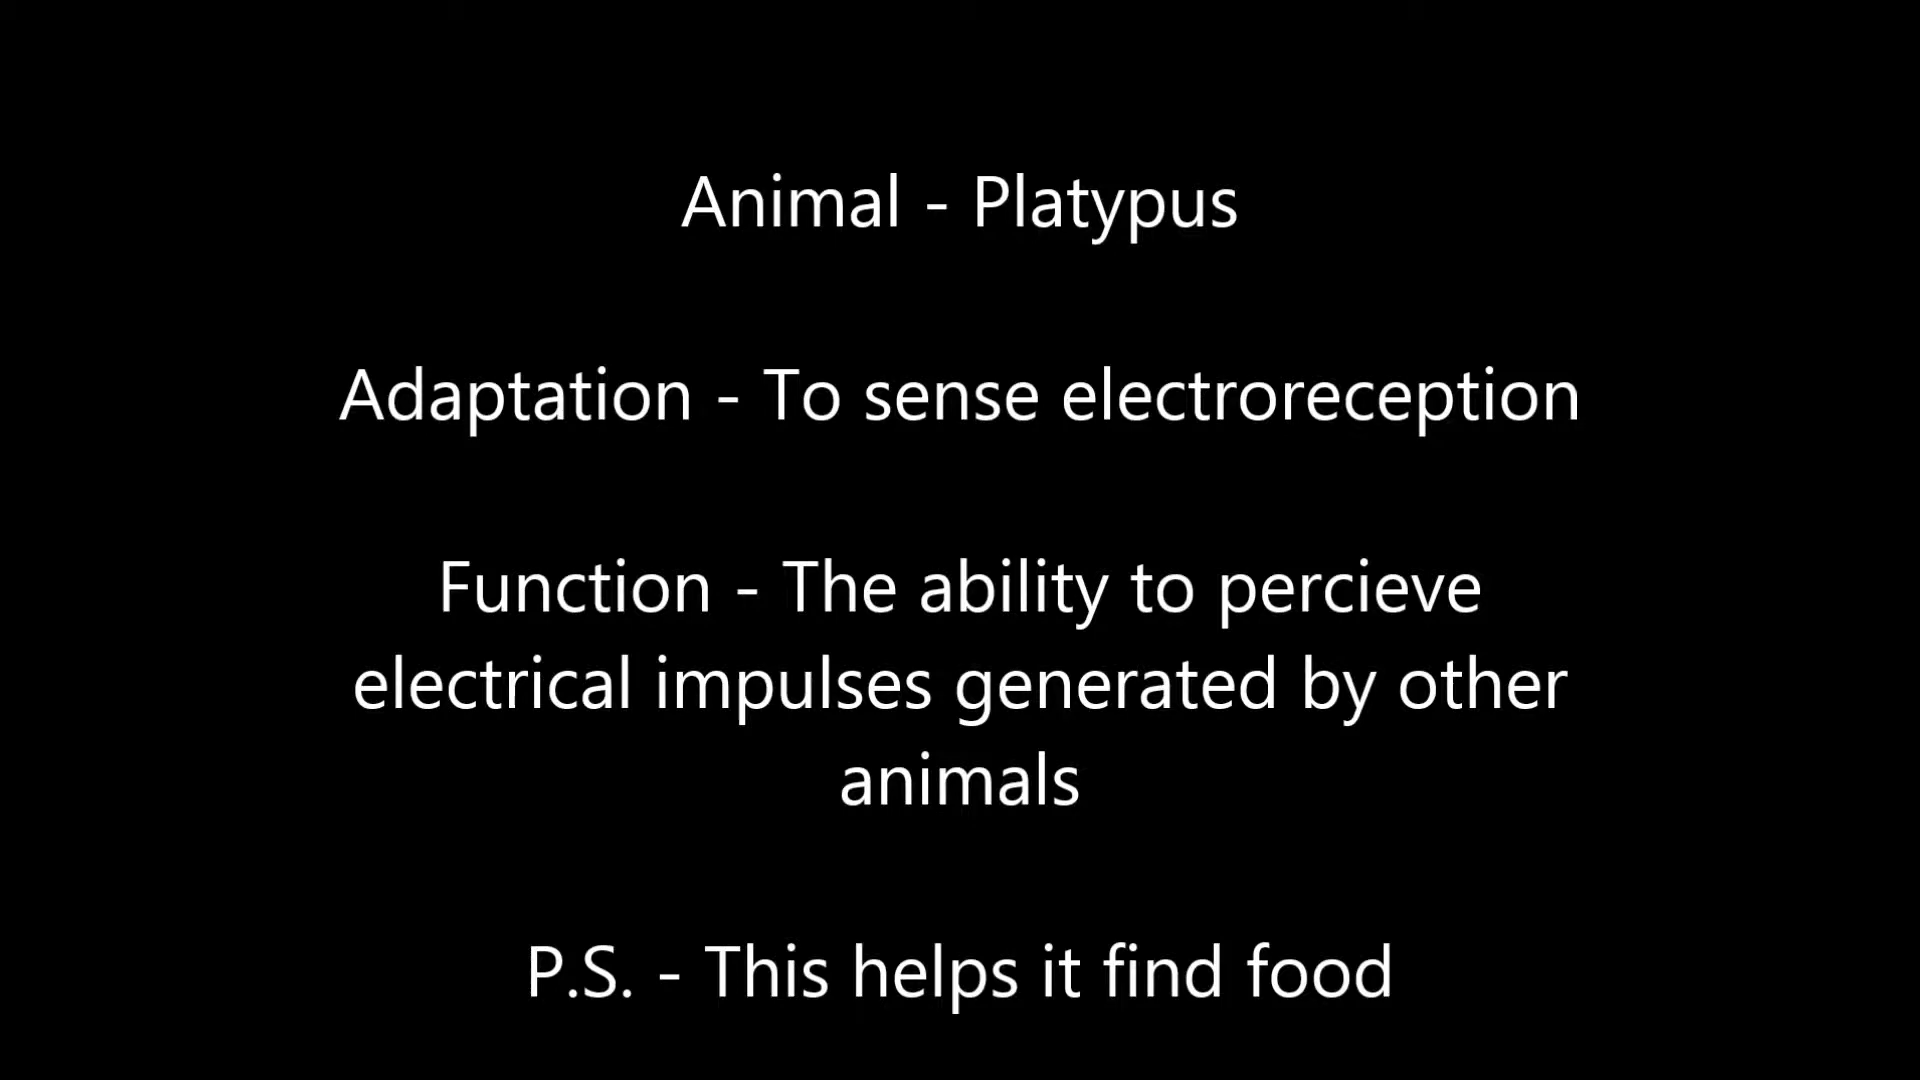 Animal - Platypus
Adaptation - To sense electroreception
Function - The ability to percieve
electrical impulses generated by other
animals
P.S. - This helps it find food